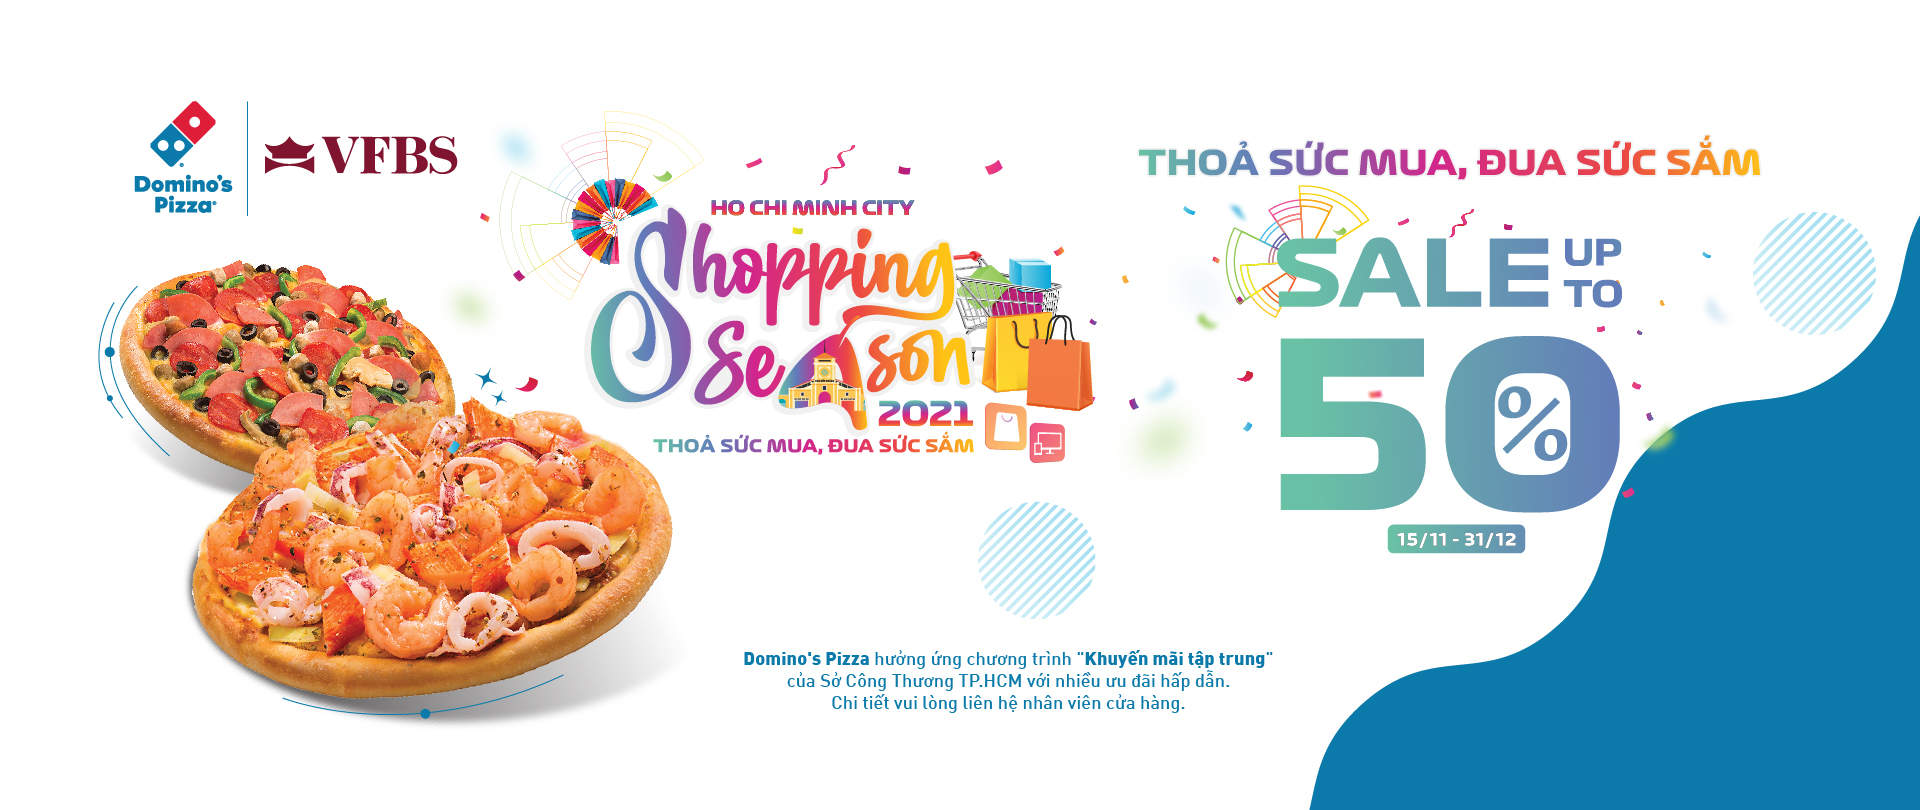 Domino's
Pizza
VFBS
HO CHI MINH CITY
Shopping
Season
2021
THOẢ SỨC MUA, ĐUA SỨC SẮM
THOẢ SỨC MUA, ĐUA SỨC SẮM
SALE UP
TO
50%
15/11 - 31/12
Domino's Pizza hưởng ứng chương trình "Khuyến mãi tập trung"
của Sở Công Thương TP.HCM với nhiều ưu đãi hấp dẫn.
Chi tiết vui lòng liên hệ nhân viên cửa hàng.